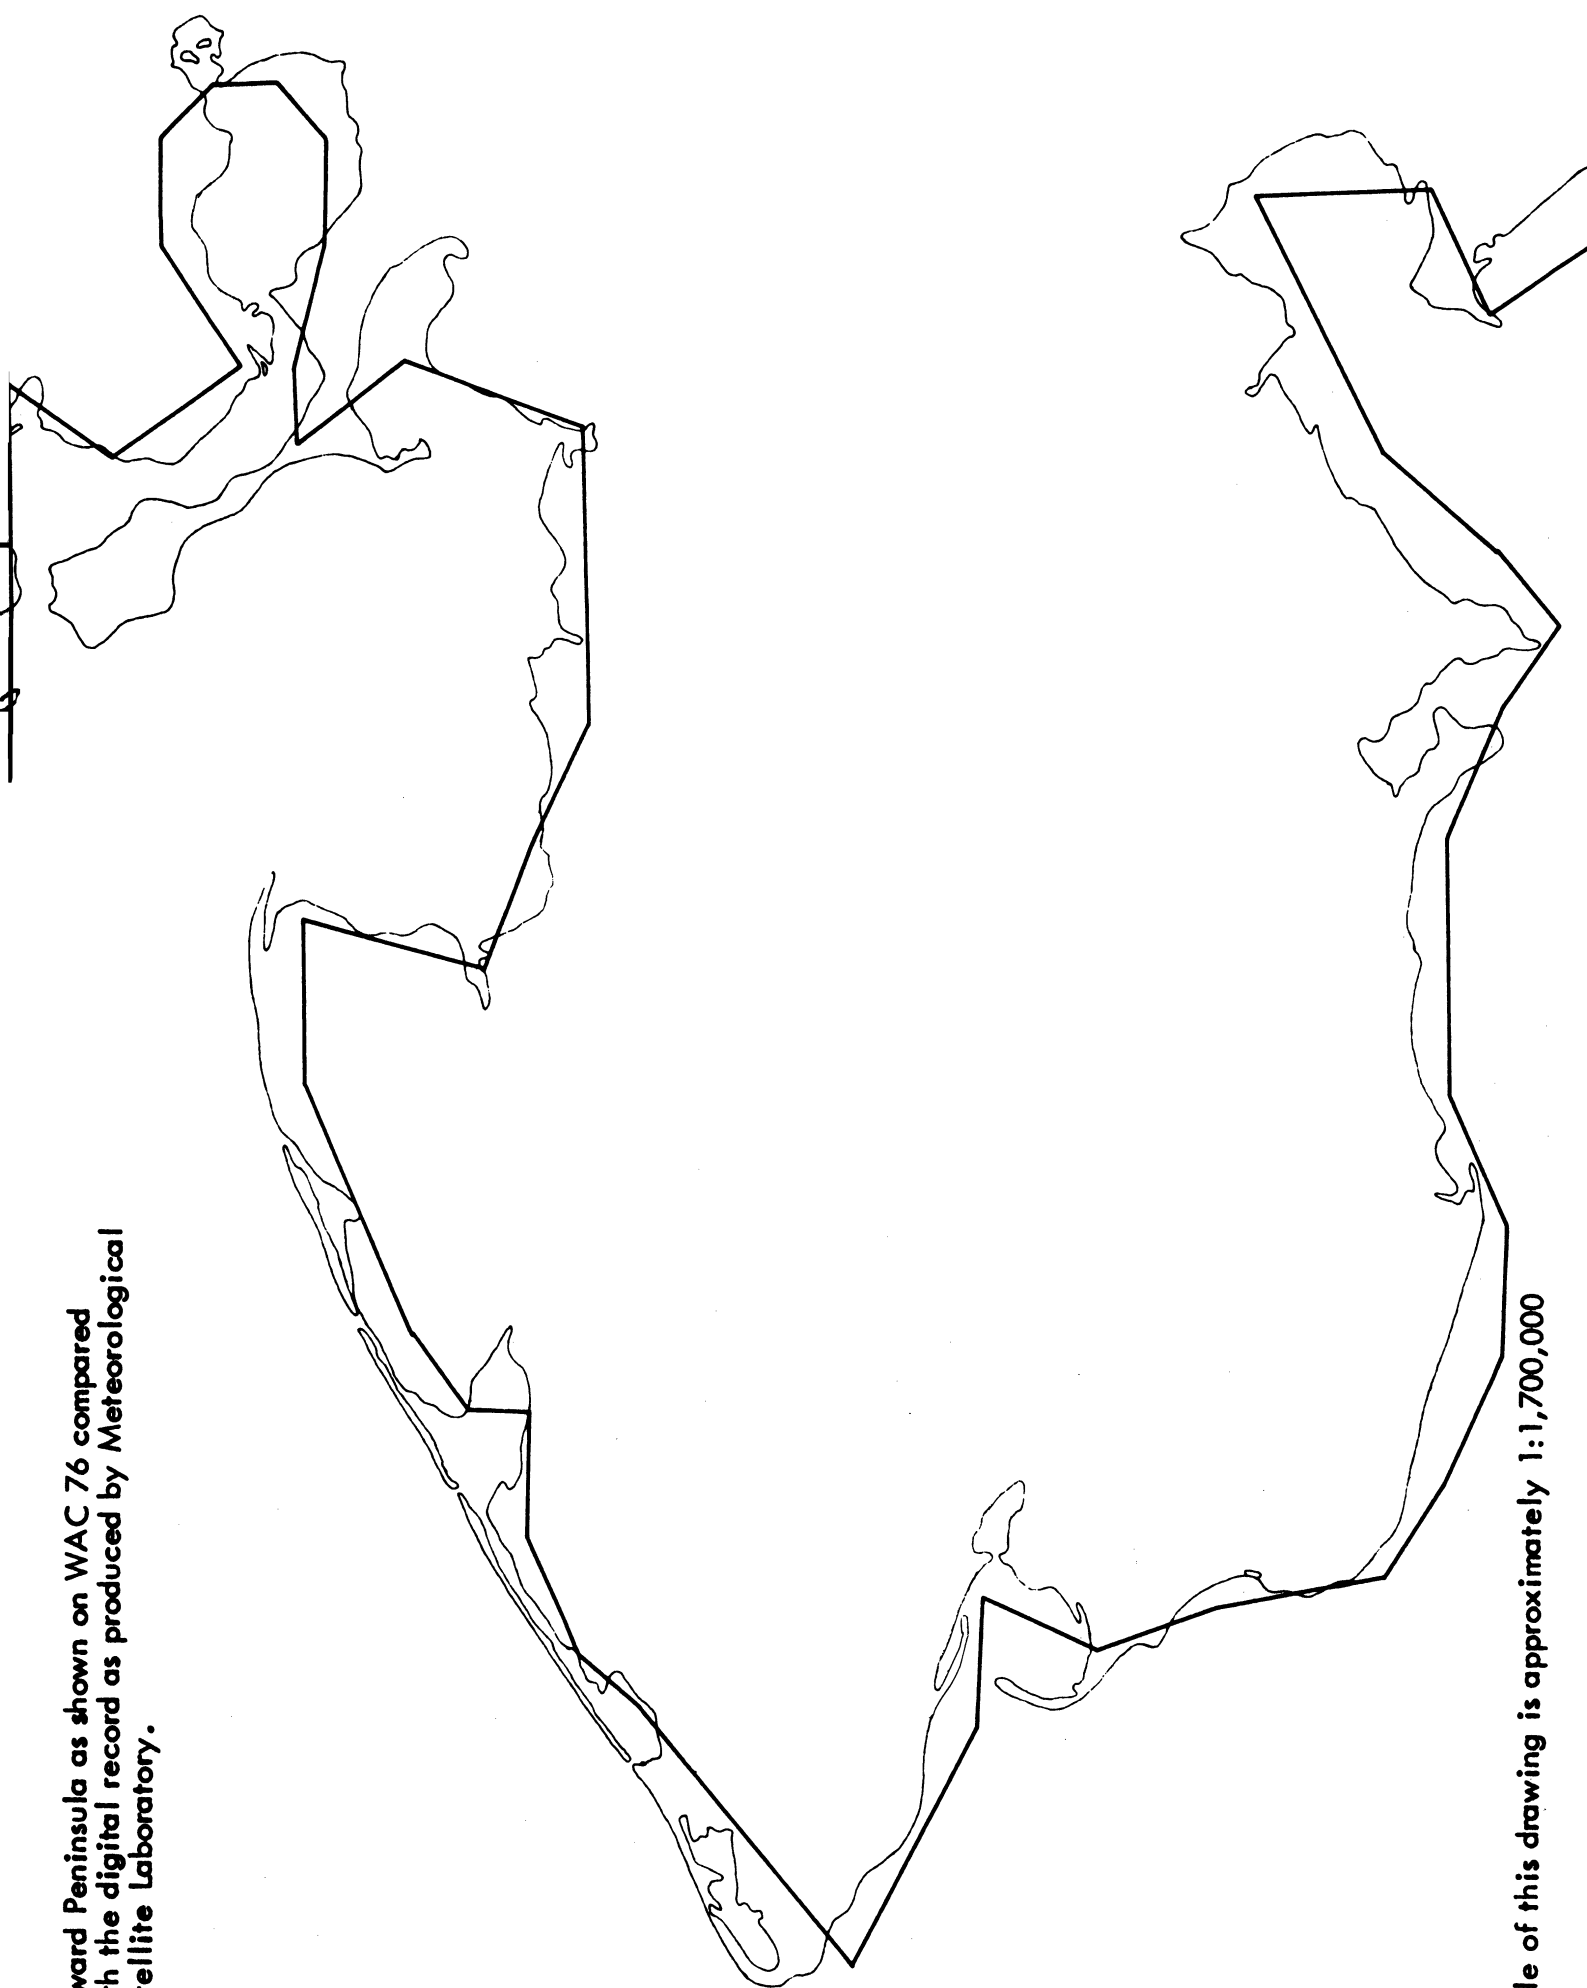 ward Peninsula as shown on WAC 76 compared
h the digital record as produced by Meteorological
ellite Laboratory.
le of this drawing is approximately 1:1,700,000